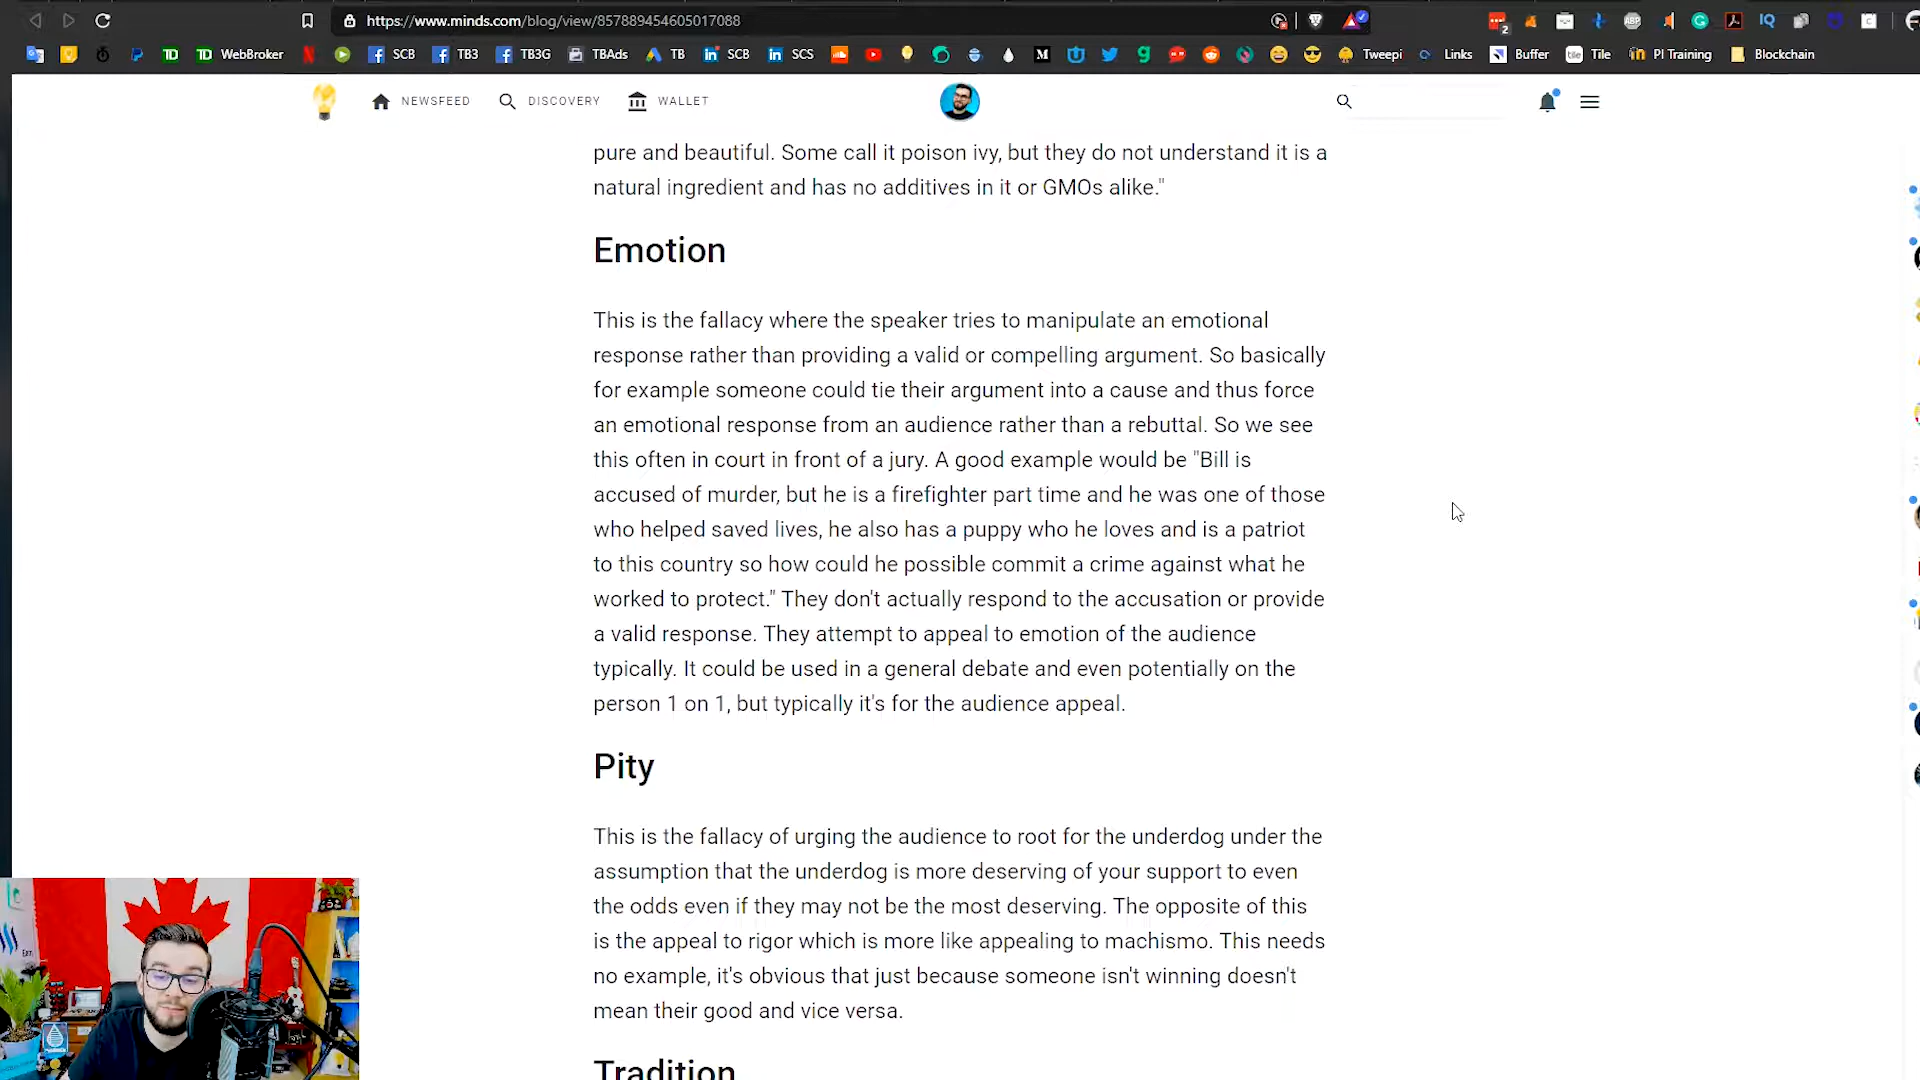 https://www.minds.com/blog/view/857889454605017088
TD TD WebBroker SCB TB3 TB3G TBAds TB SCB SCS Tweepi Links Buffer Tile PI Training Blockchain
NEWSFEED DISCOVERY WALLET
pure and beautiful. Some call it poison ivy, but they do not understand it is a
natural ingredient and has no additives in it or GMOs alike."
Emotion
This is the fallacy where the speaker tries to manipulate an emotional
response rather than providing a valid or compelling argument. So basically
for example someone could tie their argument into a cause and thus force
an emotional response from an audience rather than a rebuttal. So we see
this often in court in front of a jury. A good example would be "Bill is
accused of murder, but he is a firefighter part time and he was one of those
who helped saved lives, he also has a puppy who he loves and is a patriot
to this country so how could he possible commit a crime against what he
worked to protect." They don't actually respond to the accusation or provide
a valid response. They attempt to appeal to emotion of the audience
typically. It could be used in a general debate and even potentially on the
person 1 on 1, but typically it's for the audience appeal.
Pity
This is the fallacy of urging the audience to root for the underdog under the
assumption that the underdog is more deserving of your support to even
the odds even if they may not be the most deserving. The opposite of this
is the appeal to rigor which is more like appealing to machismo. This needs
no example, it's obvious that just because someone isn't winning doesn't
mean their good and vice versa.
Tradition